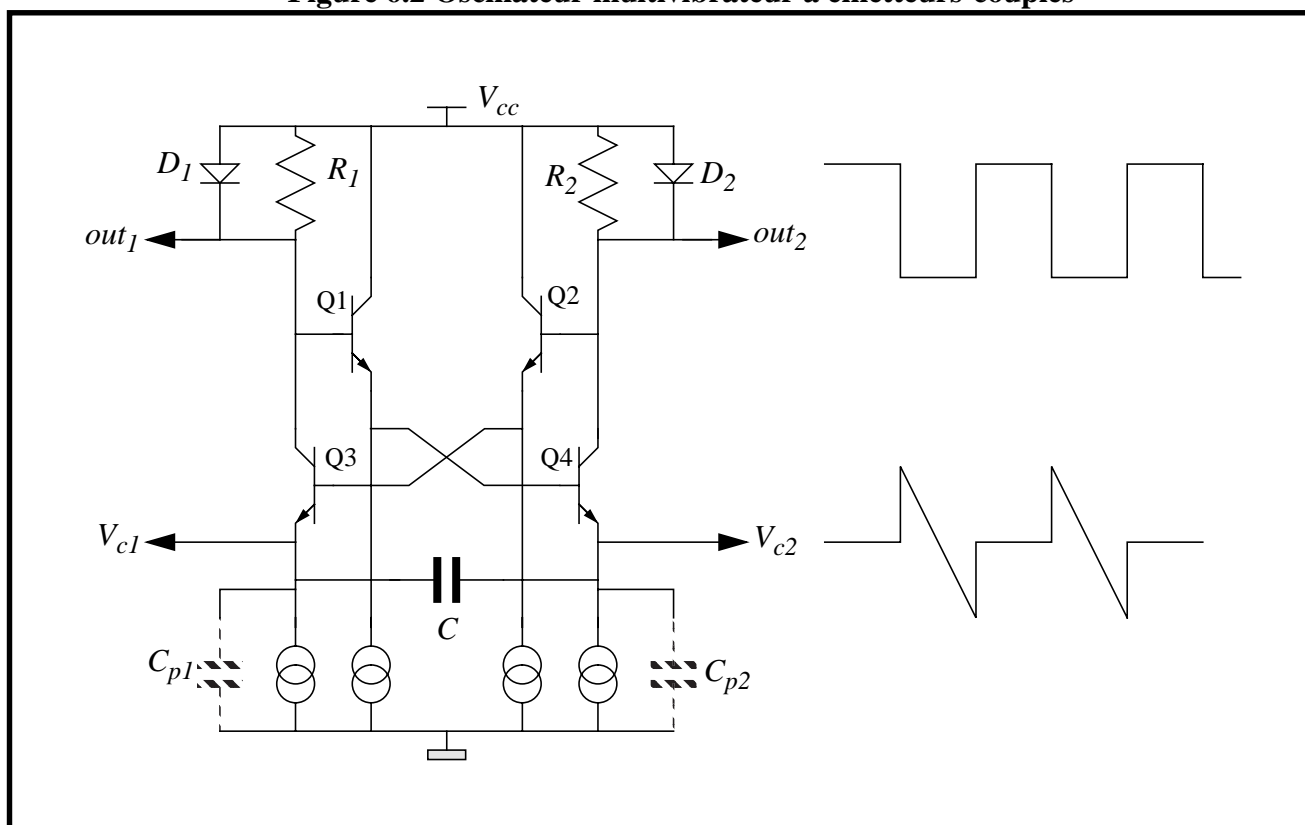 Figure 6.2 Oscillateur multivibrateur à émetteurs couplés
Vcc
D1
R1
R2
D2
out1
out2
Q1
Q2
Q3
Q4
Vc1
Vc2
C
Cp1
Cp2